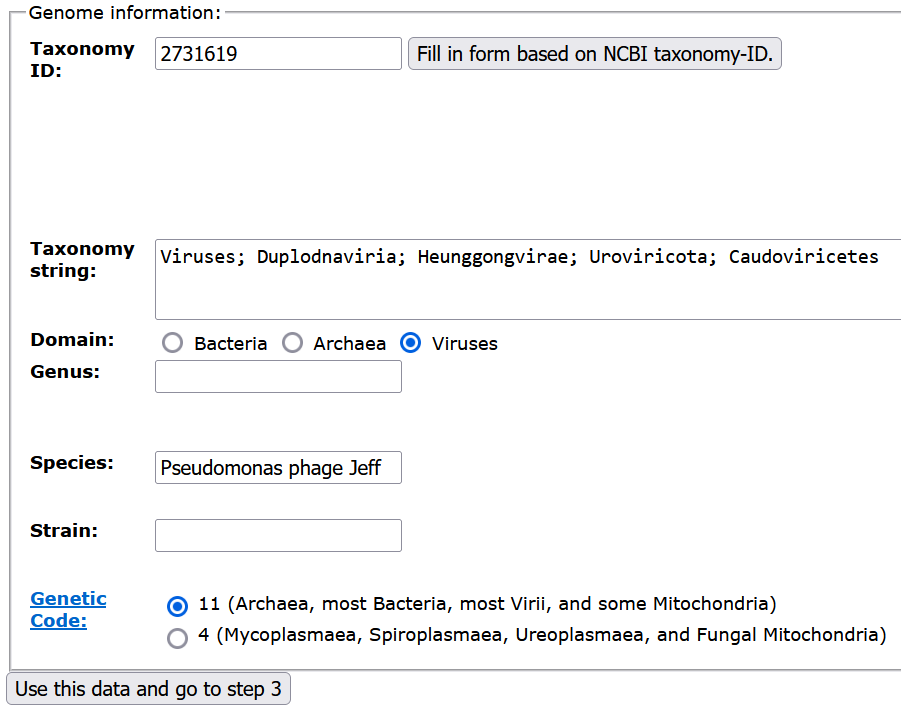 Genome information:
Taxonomy ID:
2731619
Fill in form based on NCBI taxonomy-ID.
Taxonomy string:
Viruses; Duplodnaviria; Heunggongvirae; Uroviricota; Caudoviricetes
Domain:
Bacteria Archaea Viruses
Genus:
Species:
Pseudomonas phage Jeff
Strain:
Genetic Code:
11 (Archaea, most Bacteria, most Virii, and some Mitochondria)
4 (Mycoplasmaea, Spiroplasmaea, Ureoplasmaea, and Fungal Mitochondria)
Use this data and go to step 3